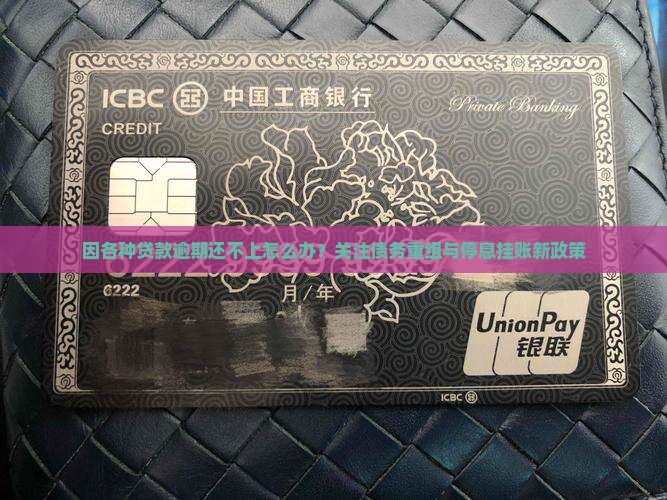 ICBC 中国工商银行
Private Banking
CREDIT
因各种贷款逾期还不上怎么办？关注债务重组与停息挂账新政策
6222
月/年
UnionPay
银联
ICBC